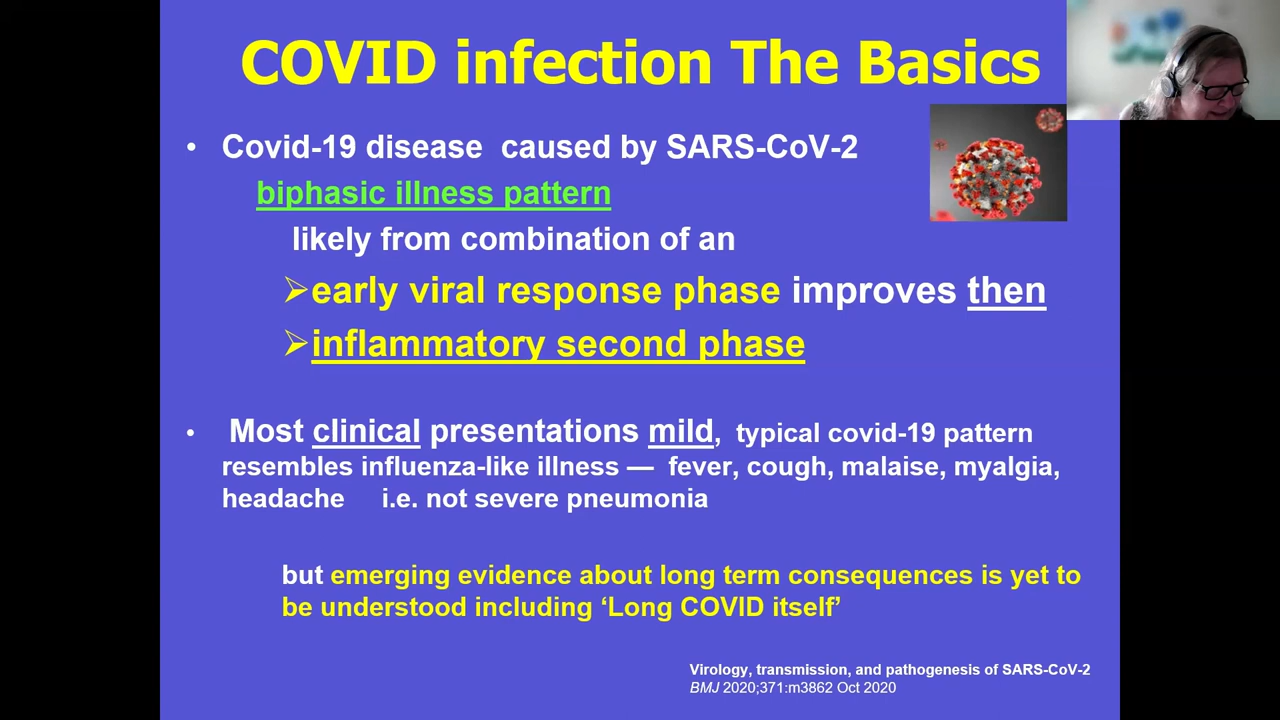 COVID infection The Basics
• Covid-19 disease caused by SARS-CoV-2
biphasic illness pattern
likely from combination of an
➢early viral response phase improves then
➢inflammatory second phase
• Most clinical presentations mild, typical covid-19 pattern
resembles influenza-like illness — fever, cough, malaise, myalgia,
headache i.e. not severe pneumonia
but emerging evidence about long term consequences is yet to
be understood including ‘Long COVID itself’
Virology, transmission, and pathogenesis of SARS-CoV-2
BMJ 2020;371:m3862 Oct 2020